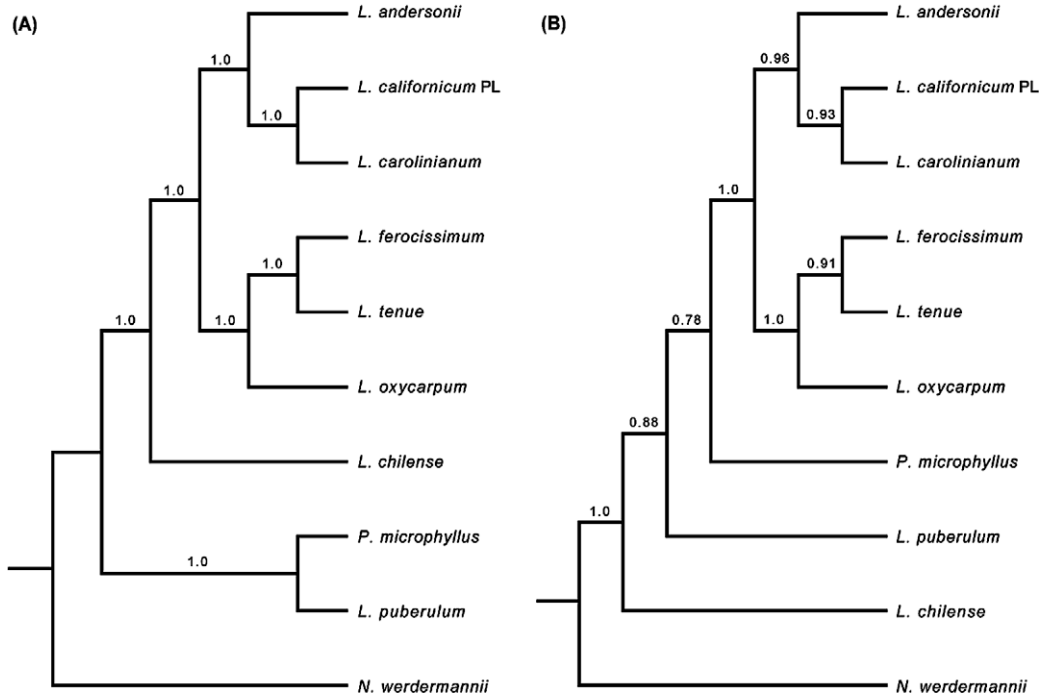 (A)
L. andersonii
1.0
L. californicum PL
1.0
L. carolinianum
1.0
L. ferocissimum
1.0
L. tenue
1.0
1.0
L. oxycarpum
L. chilense
P. microphyllus
1.0
L. puberulum
N. werdermannii
(B)
L. andersonii
0.96
L. californicum PL
0.93
L. carolinianum
1.0
L. ferocissimum
0.91
L. tenue
0.78
1.0
L. oxycarpum
0.88
P. microphyllus
1.0
L. puberulum
L. chilense
N. werdermannii